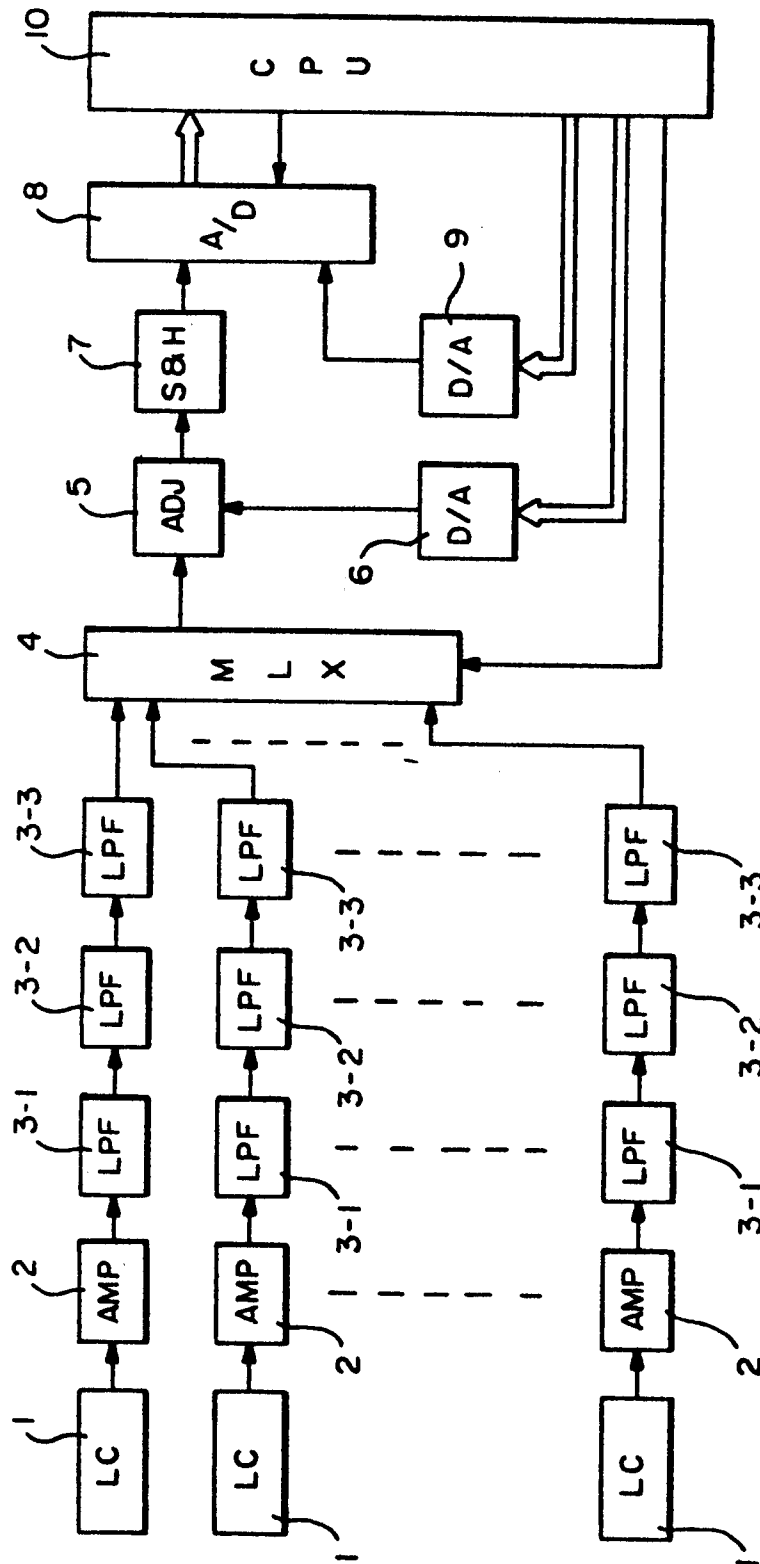 1 2 3-1 3-2 3-3 4 5 7 8 10
LC AMP LPF LPF LPF MLX ADJ S&H A/D CPU
LC AMP LPF LPF LPF
1 2 3-1 3-2 3-3
6 D/A D/A 9
LC AMP LPF LPF LPF
1 2 3-1 3-2 3-3